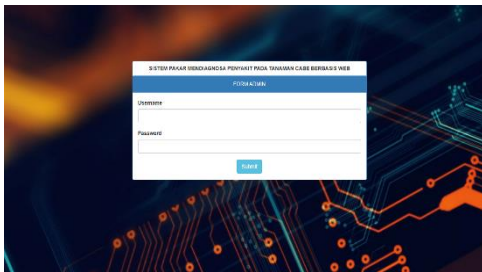 SISTEM PAKAR MENDIAGNOSA PENYAKIT PADA TANAMAN CABE BERBASIS WEB
FORM ADMIN
Username
Password
Submit